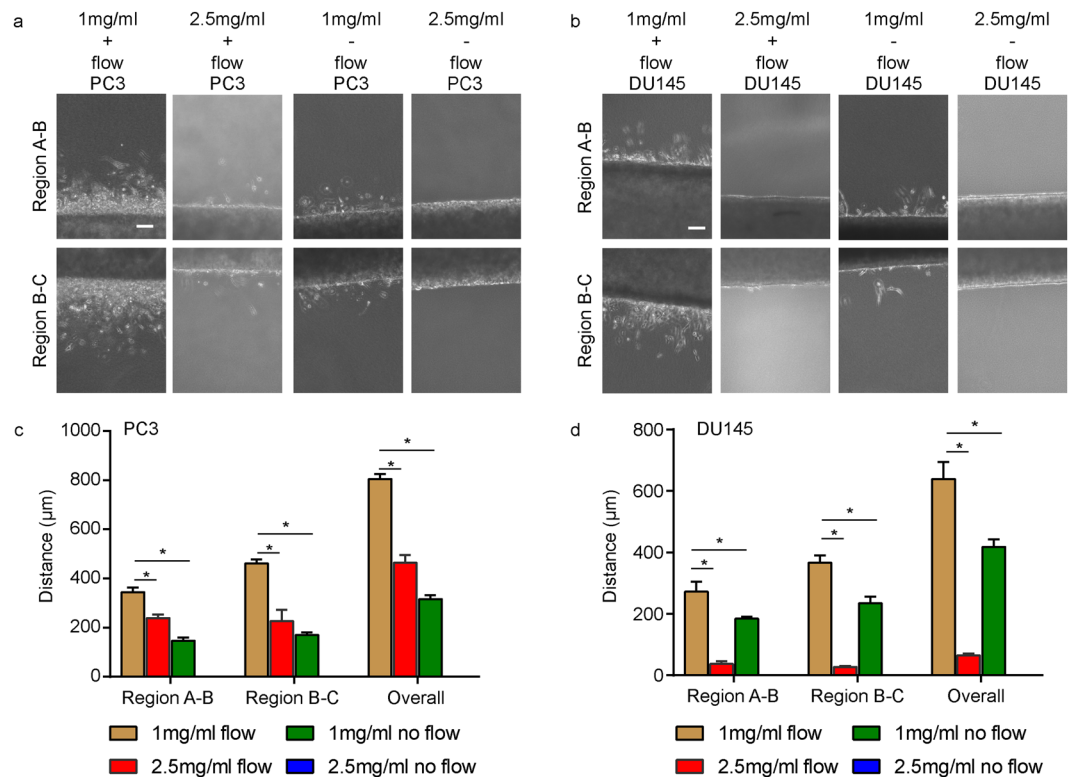 a
1mg/ml 2.5mg/ml 1mg/ml 2.5mg/ml
+ + - -
flow flow flow flow
PC3 PC3 PC3 PC3
Region A-B
Region B-C
b
1mg/ml 2.5mg/ml 1mg/ml 2.5mg/ml
+ + - -
flow flow flow flow
DU145 DU145 DU145 DU145
Region A-B
Region B-C
c
PC3
Distance (µm)
1000
800
600
400
200
0
* *
* *
* *
Region A-B Region B-C Overall
1mg/ml flow 1mg/ml no flow
2.5mg/ml flow 2.5mg/ml no flow
d
DU145
Distance (µm)
800
600
400
200
0
* *
* *
* *
Region A-B Region B-C Overall
1mg/ml flow 1mg/ml no flow
2.5mg/ml flow 2.5mg/ml no flow